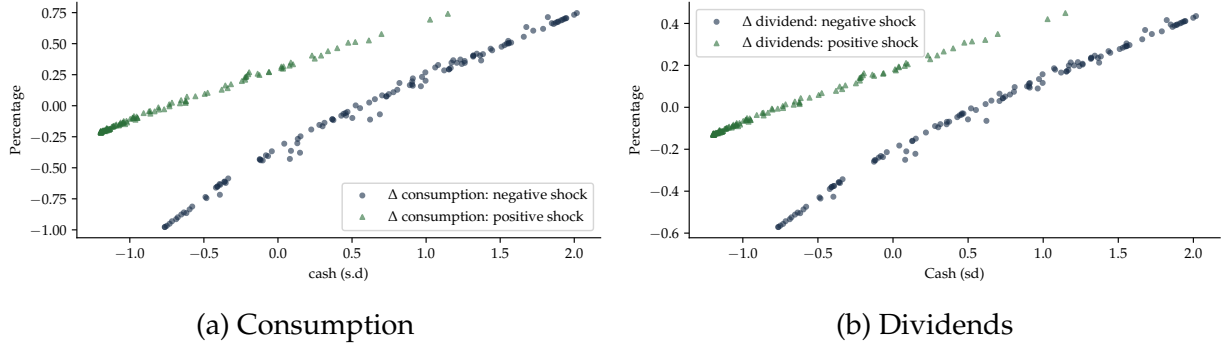 Percentage
0.75
0.50
0.25
0.00
−0.25
−0.50
−0.75
−1.00
Δ consumption: negative shock
Δ consumption: positive shock
−1.0 −0.5 0.0 0.5 1.0 1.5 2.0
cash (s.d)
(a) Consumption
Percentage
0.4
0.2
0.0
−0.2
−0.4
−0.6
Δ dividend: negative shock
Δ dividends: positive shock
−1.0 −0.5 0.0 0.5 1.0 1.5 2.0
Cash (sd)
(b) Dividends